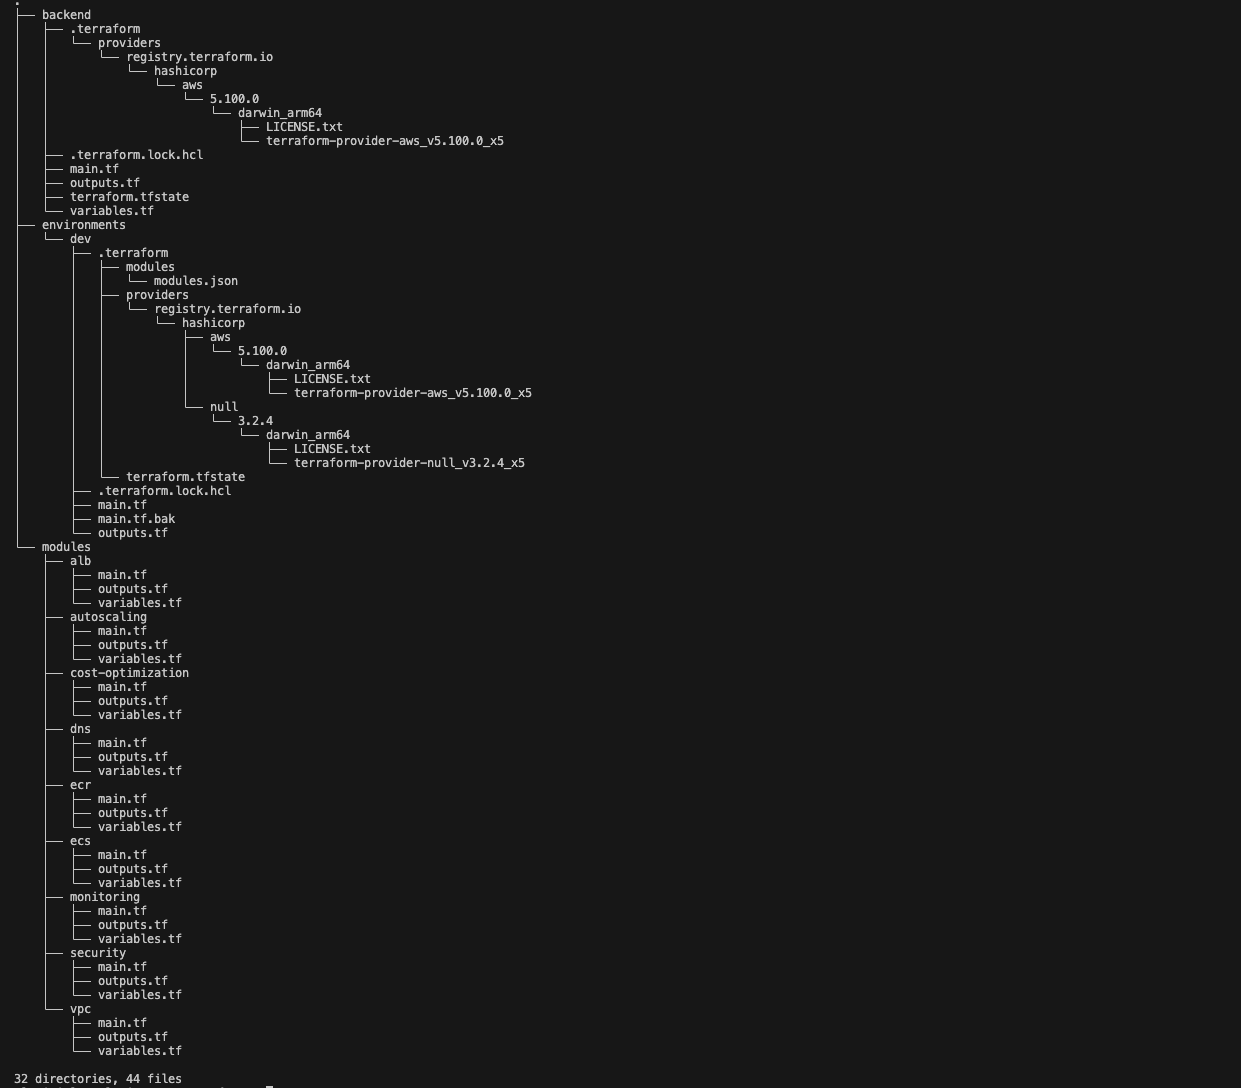 .
├── backend
│   ├── .terraform
│   │   └── providers
│   │       └── registry.terraform.io
│   │           └── hashicorp
│   │               └── aws
│   │                   └── 5.100.0
│   │                       └── darwin_arm64
│   │                           ├── LICENSE.txt
│   │                           └── terraform-provider-aws_v5.100.0_x5
│   ├── .terraform.lock.hcl
│   ├── main.tf
│   ├── outputs.tf
│   ├── terraform.tfstate
│   └── variables.tf
├── environments
│   └── dev
│       ├── .terraform
│       │   ├── modules
│       │   │   └── modules.json
│       │   ├── providers
│       │   │   └── registry.terraform.io
│       │   │       └── hashicorp
│       │   │           ├── aws
│       │   │           │   └── 5.100.0
│       │   │           │       └── darwin_arm64
│       │   │           │           ├── LICENSE.txt
│       │   │           │           └── terraform-provider-aws_v5.100.0_x5
│       │   │           └── null
│       │   │               └── 3.2.4
│       │   │                   └── darwin_arm64
│       │   │                       ├── LICENSE.txt
│       │   │                       └── terraform-provider-null_v3.2.4_x5
│       │   └── terraform.tfstate
│       ├── .terraform.lock.hcl
│       ├── main.tf
│       ├── main.tf.bak
│       └── outputs.tf
└── modules
    ├── alb
    │   ├── main.tf
    │   ├── outputs.tf
    │   └── variables.tf
    ├── autoscaling
    │   ├── main.tf
    │   ├── outputs.tf
    │   └── variables.tf
    ├── cost-optimization
    │   ├── main.tf
    │   ├── outputs.tf
    │   └── variables.tf
    ├── dns
    │   ├── main.tf
    │   ├── outputs.tf
    │   └── variables.tf
    ├── ecr
    │   ├── main.tf
    │   ├── outputs.tf
    │   └── variables.tf
    ├── ecs
    │   ├── main.tf
    │   ├── outputs.tf
    │   └── variables.tf
    ├── monitoring
    │   ├── main.tf
    │   ├── outputs.tf
    │   └── variables.tf
    ├── security
    │   ├── main.tf
    │   ├── outputs.tf
    │   └── variables.tf
    └── vpc
        ├── main.tf
        ├── outputs.tf
        └── variables.tf

32 directories, 44 files